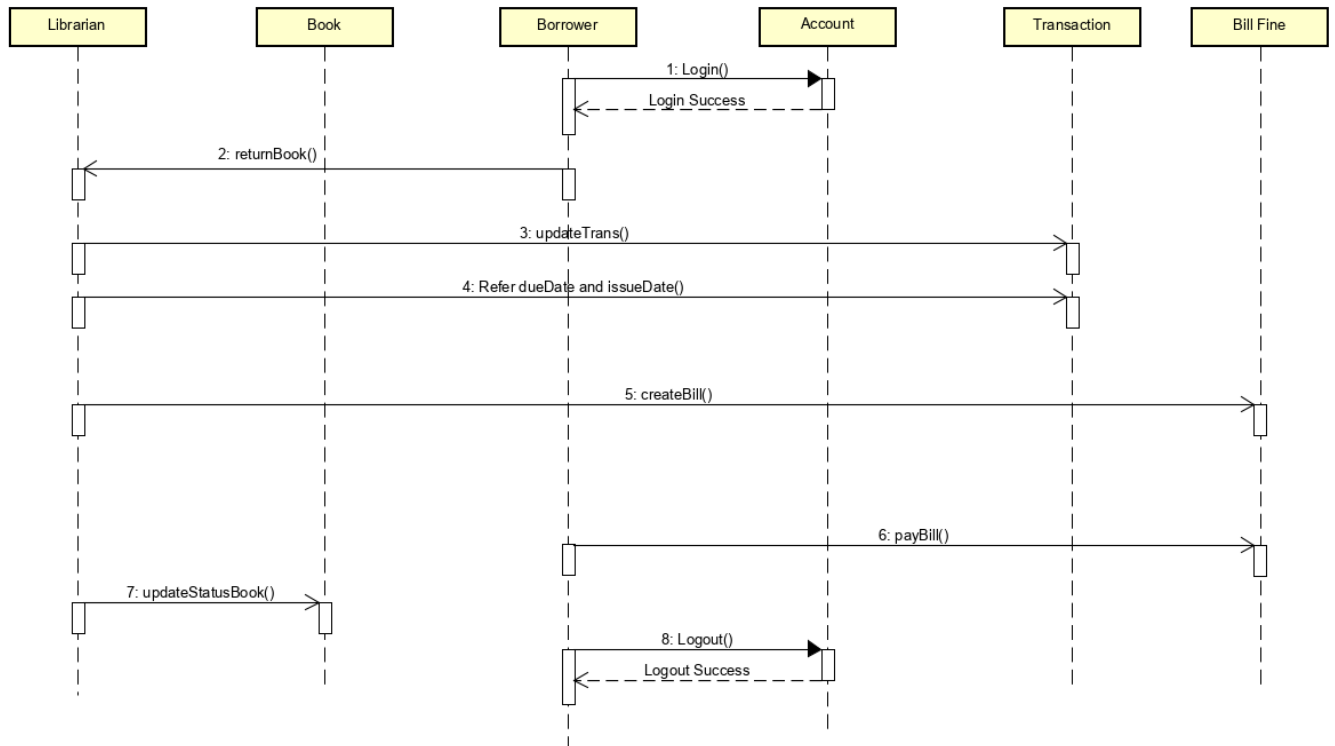 Librarian
Book
Borrower
Account
Transaction
Bill Fine
1: Login()
Login Success
2: returnBook()
3: updateTrans()
4: Refer dueDate and issueDate()
5: createBill()
6: payBill()
7: updateStatusBook()
8: Logout()
Logout Success